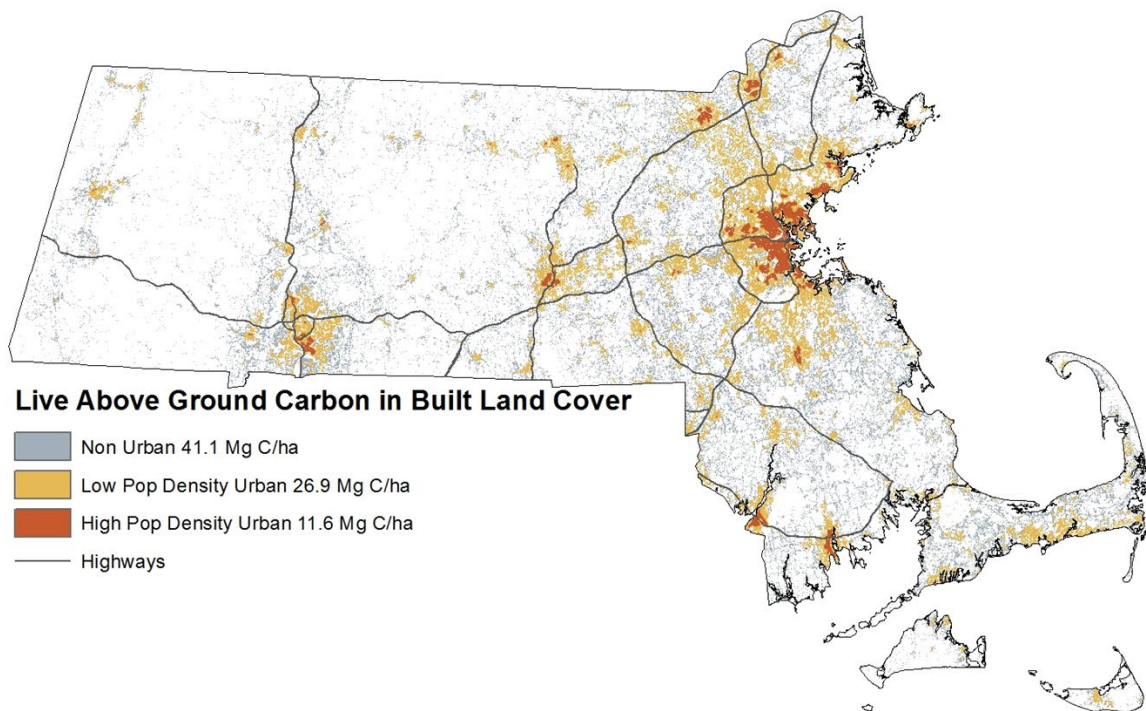 Live Above Ground Carbon in Built Land Cover
Non Urban 41.1 Mg C/ha
Low Pop Density Urban 26.9 Mg C/ha
High Pop Density Urban 11.6 Mg C/ha
Highways